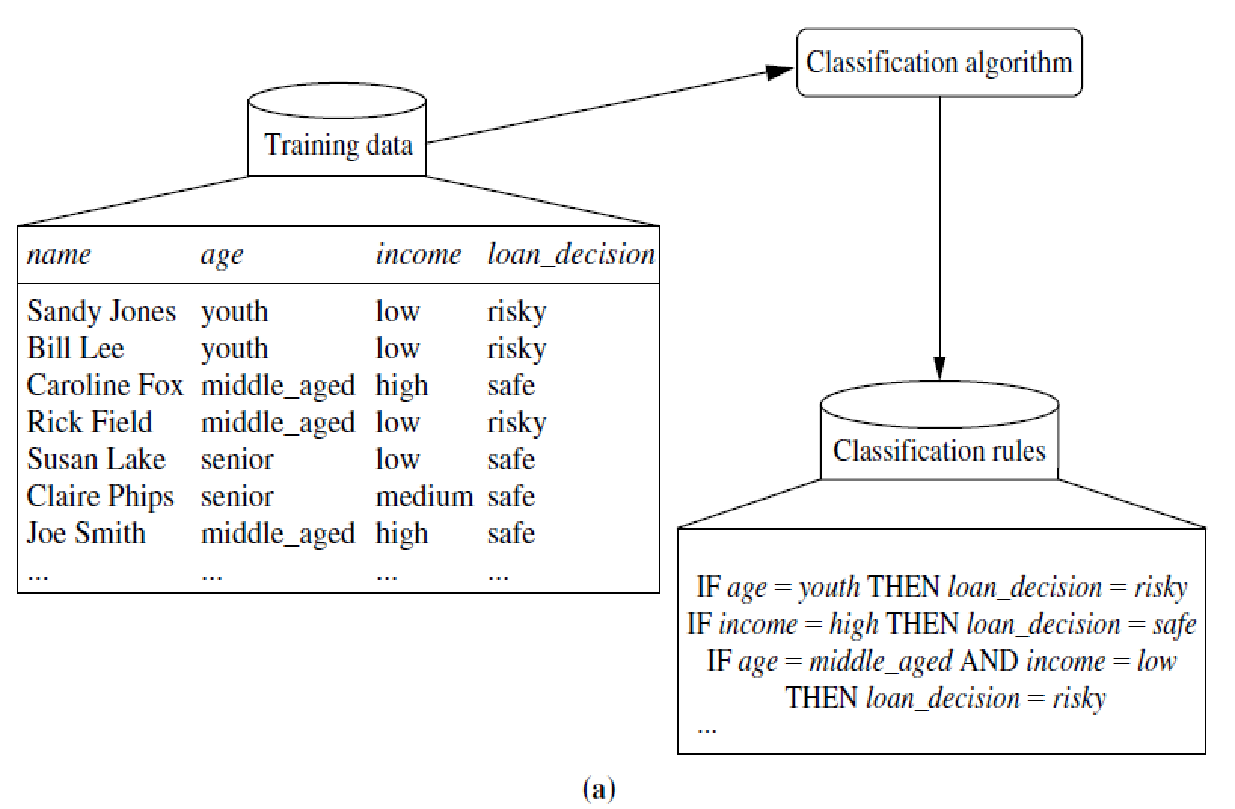 Classification algorithm
Training data
name age income loan_decision
Sandy Jones youth low risky
Bill Lee youth low risky
Caroline Fox middle_aged high safe
Rick Field middle_aged low risky
Susan Lake senior low safe
Claire Phips senior medium safe
Joe Smith middle_aged high safe
... ... ... ...
Classification rules
IF age = youth THEN loan_decision = risky
IF income = high THEN loan_decision = safe
IF age = middle_aged AND income = low
THEN loan_decision = risky
...
(a)